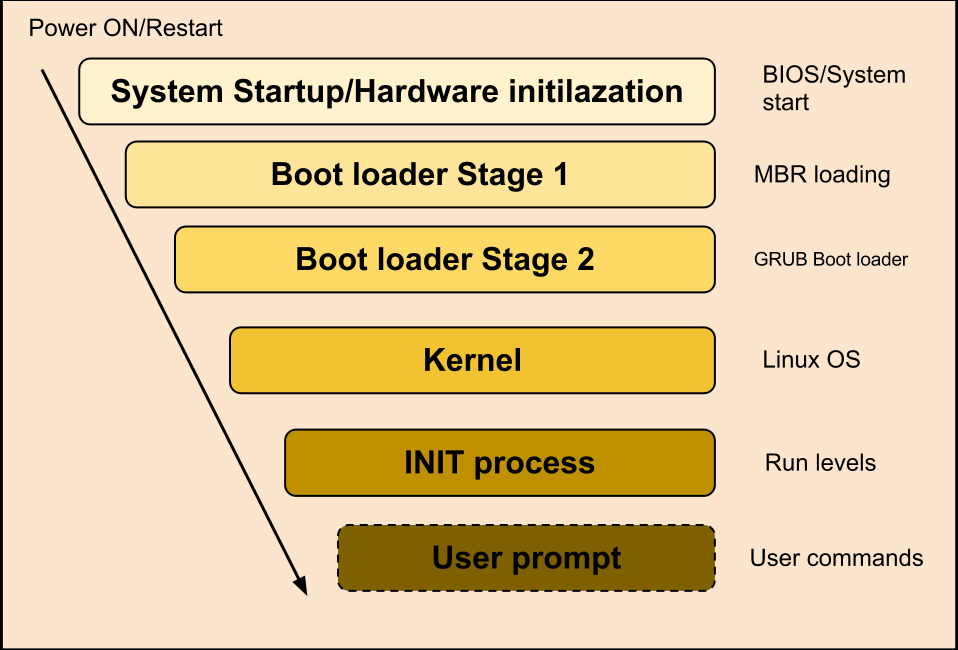 Power ON/Restart
System Startup/Hardware initilazation
BIOS/System
start
Boot loader Stage 1
MBR loading
Boot loader Stage 2
GRUB Boot loader
Kernel
Linux OS
INIT process
Run levels
User prompt
User commands